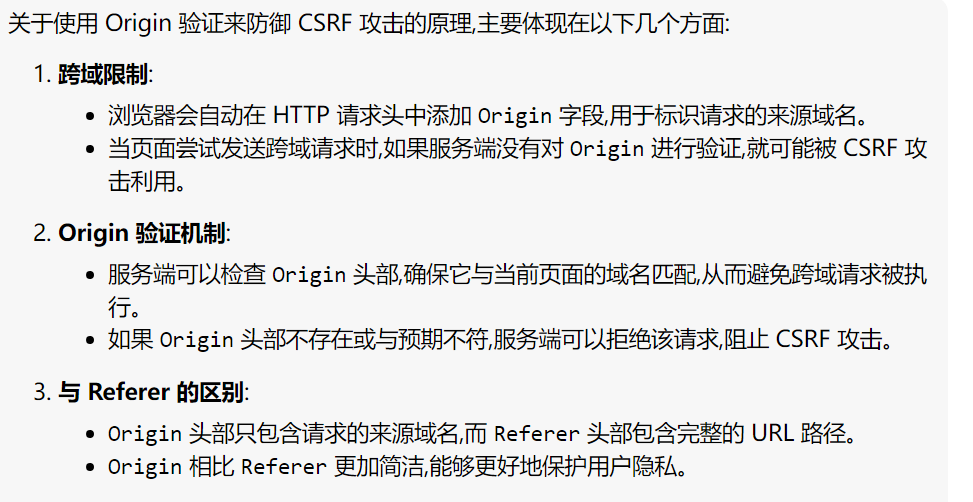 关于使用 Origin 验证来防御 CSRF 攻击的原理,主要体现在以下几个方面:
1. 跨域限制:
• 浏览器会自动在 HTTP 请求头中添加 Origin 字段,用于标识请求的来源域名。
• 当页面尝试发送跨域请求时,如果服务端没有对 Origin 进行验证,就可能被 CSRF 攻
击利用。
2. Origin 验证机制:
• 服务端可以检查 Origin 头部,确保它与当前页面的域名匹配,从而避免跨域请求被执
行。
• 如果 Origin 头部不存在或与预期不符,服务端可以拒绝该请求,阻止 CSRF 攻击。
3. 与 Referer 的区别:
• Origin 头部只包含请求的来源域名,而 Referer 头部包含完整的 URL 路径。
• Origin 相比 Referer 更加简洁,能够更好地保护用户隐私。